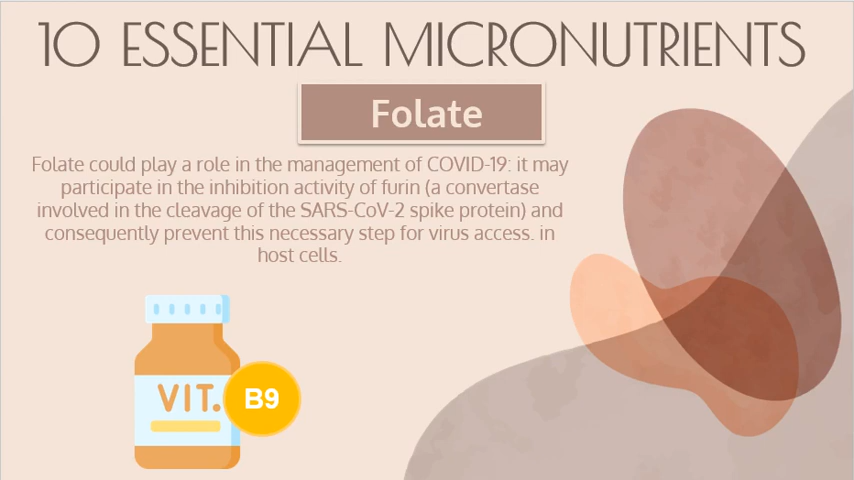 10 ESSENTIAL MICRONUTRIENTS
Folate
Folate could play a role in the management of COVID-19: it may
participate in the inhibition activity of furin (a convertase
involved in the cleavage of the SARS-CoV-2 spike protein) and
consequently prevent this necessary step for virus access. in
host cells.
VIT.
B9